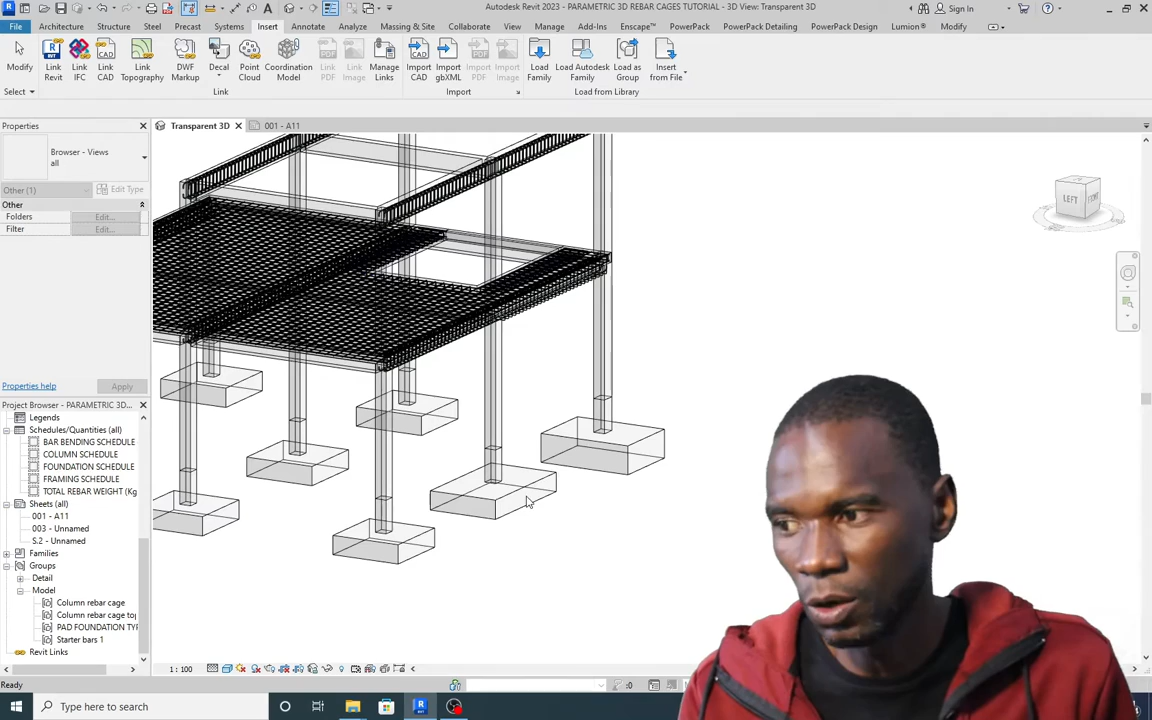 Autodesk Revit 2023 - PARAMETRIC 3D REBAR CAGES TUTORIAL - 3D View: Transparent 3D
Sign In
File Architecture Structure Steel Precast Systems Insert Annotate Analyze Massing & Site Collaborate View Manage Add-Ins Enscape™ PowerPack PowerPack Detailing PowerPack Design Lumion® Modify
Modify
Link Revit
Link IFC
Link CAD
Link Topography
DWF Markup
Decal
Point Cloud
Coordination Model
Link PDF
Link Image
Manage Links
Import CAD
Import gbXML
Import PDF
Import Image
Load Family
Load Autodesk Family
Load as Group
Insert from File
Select
Link
Import
Load from Library
Properties
Transparent 3D
001 - A11
Browser - Views
all
Other (1)
Edit Type
Other
Folders Edit...
Filter Edit...
Properties help
Apply
LEFT
FRONT
Project Browser - PARAMETRIC 3D...
Legends
Schedules/Quantities (all)
BAR BENDING SCHEDULE
COLUMN SCHEDULE
FOUNDATION SCHEDULE
FRAMING SCHEDULE
TOTAL REBAR WEIGHT (Kg
Sheets (all)
001 - A11
003 - Unnamed
S.2 - Unnamed
Families
Groups
Detail
Model
Column rebar cage
Column rebar cage top
PAD FOUNDATION TYP
Starter bars 1
Revit Links
1 : 100
Ready
:0
Type here to search